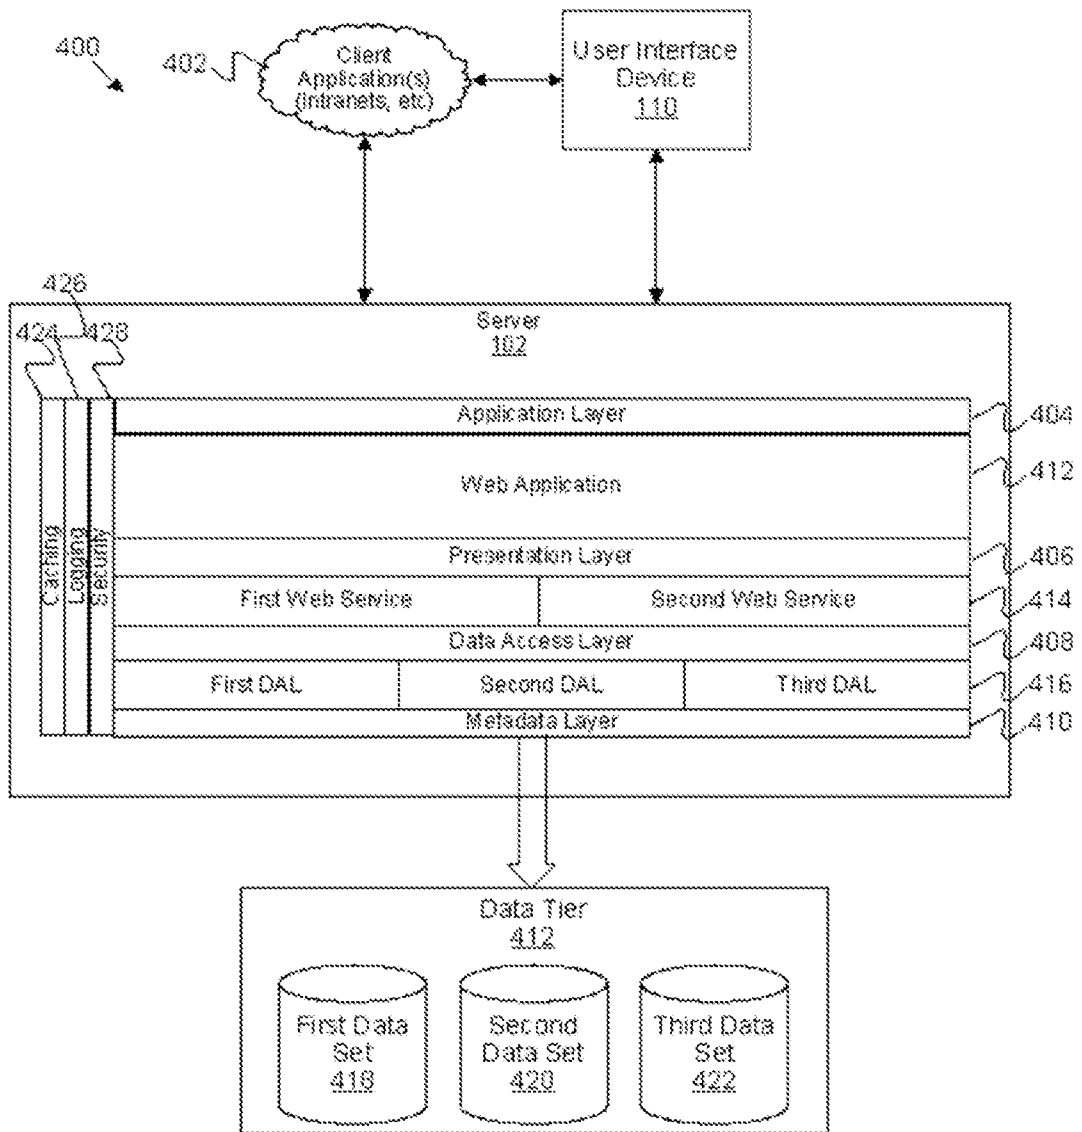 400
402
Client
Application(s)
(Intranets, etc)
User Interface
Device
110
426
424
428
Server
102
Application Layer
404
Web Application
412
Presentation Layer
406
First Web Service
Second Web Service
414
Data Access Layer
408
First DAL
Second DAL
Third DAL
416
Metadata Layer
410
Caching
Logging
Security
Data Tier
412
First Data
Set
418
Second
Data Set
420
Third Data
Set
422